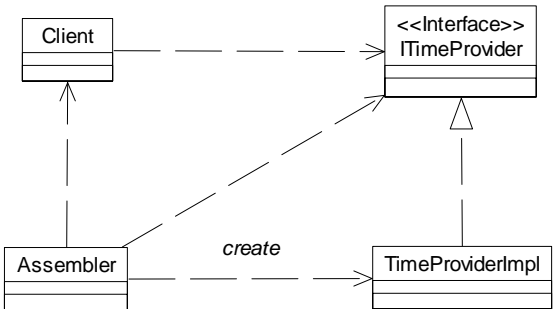 Client
<<Interface>>
ITimeProvider
create
Assembler
TimeProviderImpl